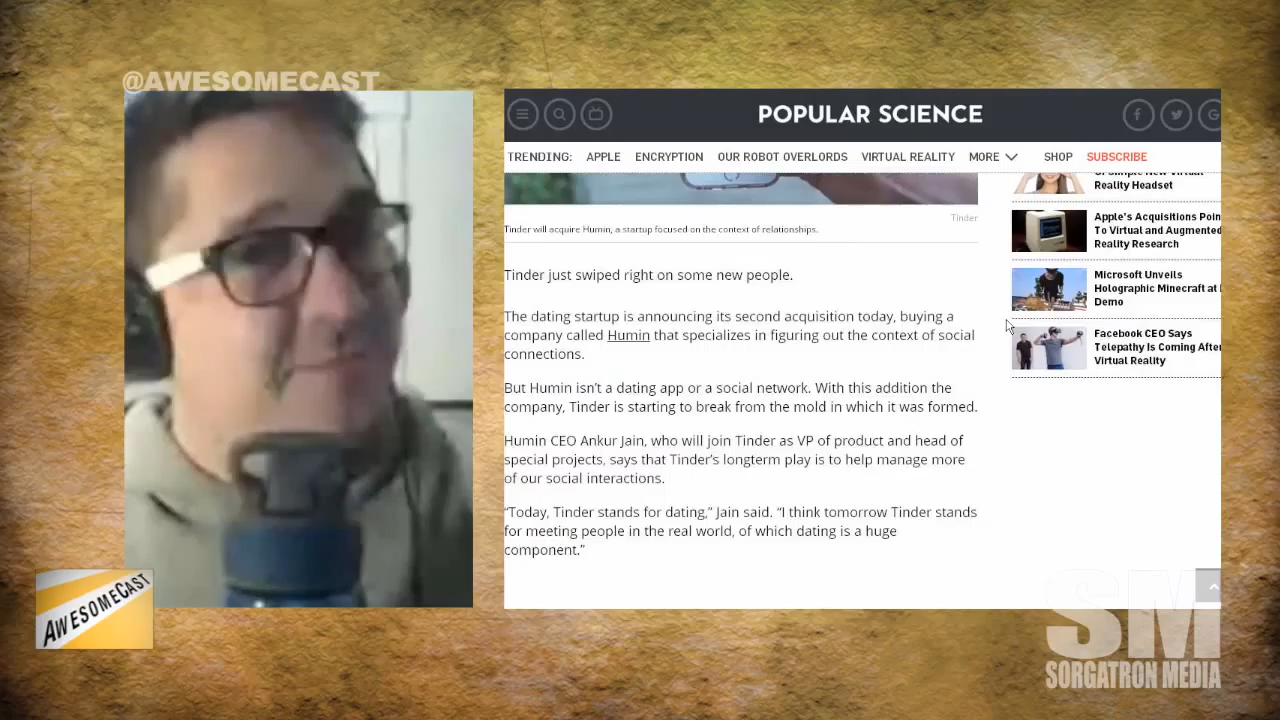 @AWESOMECAST
POPULAR SCIENCE
TRENDING: APPLE ENCRYPTION OUR ROBOT OVERLORDS VIRTUAL REALITY MORE SHOP SUBSCRIBE
Reality Headset
Tinder
Tinder will acquire Humin, a startup focused on the context of relationships.
Apple's Acquisitions Poin
To Virtual and Augmented
Reality Research
Tinder just swiped right on some new people.
Microsoft Unveils
Holographic Minecraft at
Demo
The dating startup is announcing its second acquisition today, buying a
company called Humin that specializes in figuring out the context of social
connections.
Facebook CEO Says
Telepathy Is Coming After
Virtual Reality
But Humin isn't a dating app or a social network. With this addition the
company, Tinder is starting to break from the mold in which it was formed.
Humin CEO Ankur Jain, who will join Tinder as VP of product and head of
special projects, says that Tinder's longterm play is to help manage more
of our social interactions.
“Today, Tinder stands for dating,” Jain said. “I think tomorrow Tinder stands
for meeting people in the real world, of which dating is a huge
component.”
AWESOMECAST
SM
SORGATRON MEDIA